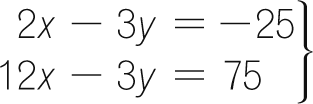 2x − 3y = −25
12x − 3y = 75